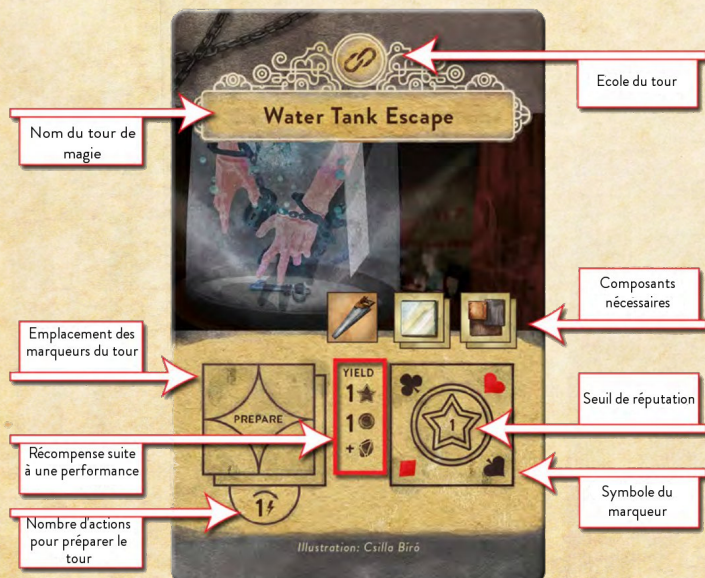 Ecole du tour
Nom du tour de
magie
Water Tank Escape
Composants
nécessaires
Emplacement des
marqueurs du tour
PREPARE
YIELD
1
1
+
1
Seuil de réputation
Récompense suite
à une performance
Symbole du
marqueur
1
Nombre d'actions
pour préparer le
tour
Illustration: Csilla Biró